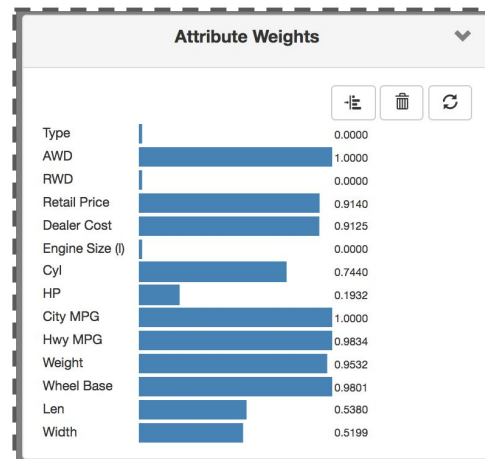 Attribute Weights
Type 0.0000
AWD 1.0000
RWD 0.0000
Retail Price 0.9140
Dealer Cost 0.9125
Engine Size (l) 0.0000
Cyl 0.7440
HP 0.1932
City MPG 1.0000
Hwy MPG 0.9834
Weight 0.9532
Wheel Base 0.9801
Len 0.5380
Width 0.5199